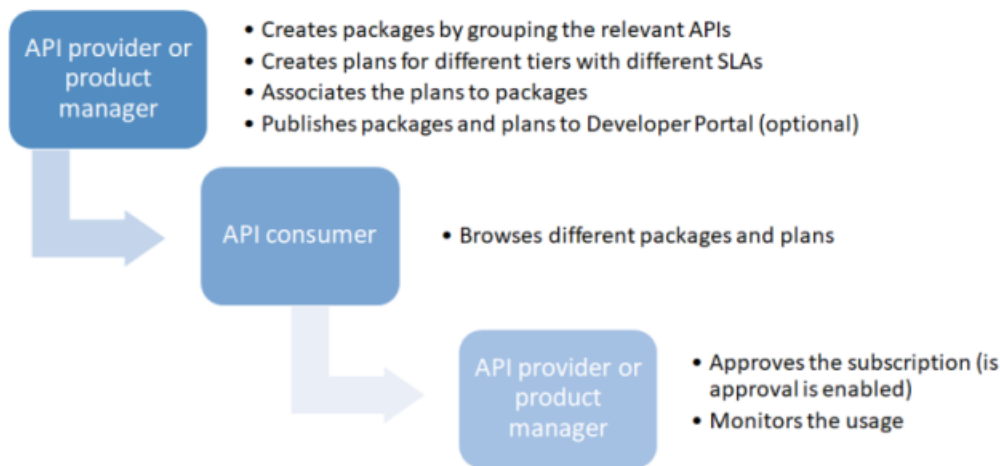 API provider or
product
manager
• Creates packages by grouping the relevant APIs
• Creates plans for different tiers with different SLAs
• Associates the plans to packages
• Publishes packages and plans to Developer Portal (optional)
API consumer
• Browses different packages and plans
API provider or
product
manager
• Approves the subscription (is
approval is enabled)
• Monitors the usage